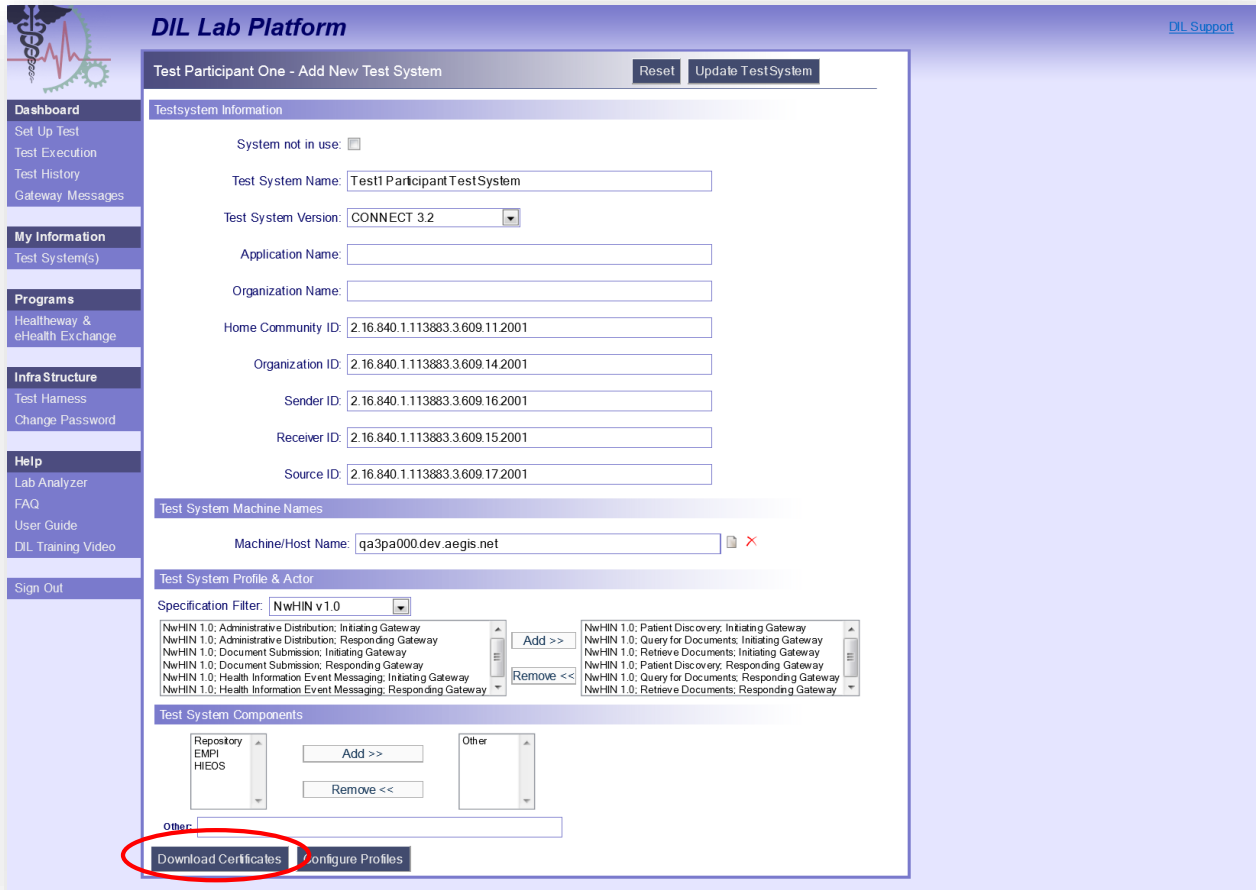 DIL Lab Platform
DIL Support
Test Participant One - Add New Test System
Reset
Update Test System
Dashboard
Set Up Test
Test Execution
Test History
Gateway Messages
My Information
Test System(s)
Programs
Healtheway &
eHealth Exchange
InfraStructure
Test Harness
Change Password
Help
Lab Analyzer
FAQ
User Guide
DIL Training Video
Sign Out
Testsystem Information
System not in use:
Test System Name: Test1 Participant Test System
Test System Version: CONNECT 3.2
Application Name:
Organization Name:
Home Community ID: 2.16.840.1.113883.3.609.11.2001
Organization ID: 2.16.840.1.113883.3.609.14.2001
Sender ID: 2.16.840.1.113883.3.609.16.2001
Receiver ID: 2.16.840.1.113883.3.609.15.2001
Source ID: 2.16.840.1.113883.3.609.17.2001
Test System Machine Names
Machine/Host Name: qa3pa000.dev.aegis.net
Test System Profile & Actor
Specification Filter: NwHIN v1.0
NwHIN 1.0; Administrative Distribution; Initiating Gateway
NwHIN 1.0; Administrative Distribution; Responding Gateway
NwHIN 1.0; Document Submission; Initiating Gateway
NwHIN 1.0; Document Submission; Responding Gateway
NwHIN 1.0; Health Information Event Messaging; Initiating Gateway
NwHIN 1.0; Health Information Event Messaging; Responding Gateway
Add >>
Remove <<
NwHIN 1.0; Patient Discovery; Initiating Gateway
NwHIN 1.0; Query for Documents; Initiating Gateway
NwHIN 1.0; Retrieve Documents; Initiating Gateway
NwHIN 1.0; Patient Discovery; Responding Gateway
NwHIN 1.0; Query for Documents; Responding Gateway
NwHIN 1.0; Retrieve Documents; Responding Gateway
Test System Components
Repository
EMPI
HIEOS
Add >>
Remove <<
Other
Other:
Download Certificates
Configure Profiles